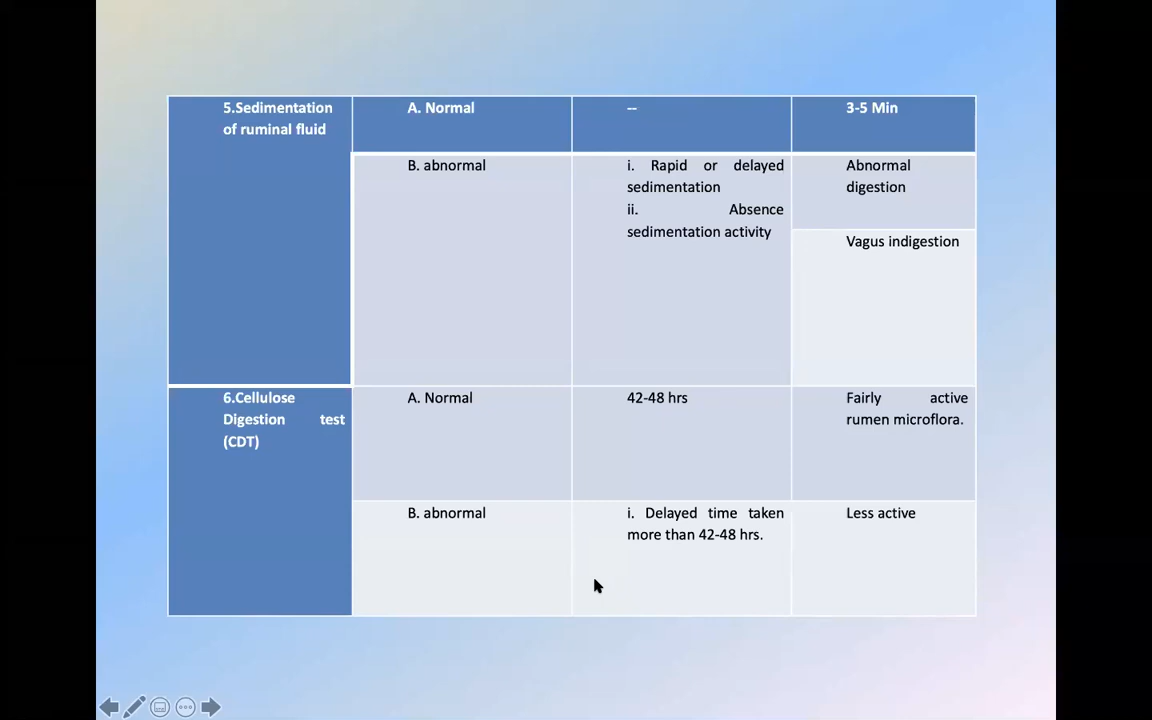 5.Sedimentation
of ruminal fluid
A. Normal
--
3-5 Min
B. abnormal
i. Rapid or delayed
sedimentation
ii. Absence
sedimentation activity
Abnormal
digestion
Vagus indigestion
6.Cellulose
Digestion test
(CDT)
A. Normal
42-48 hrs
Fairly active
rumen microflora.
B. abnormal
i. Delayed time taken
more than 42-48 hrs.
Less active